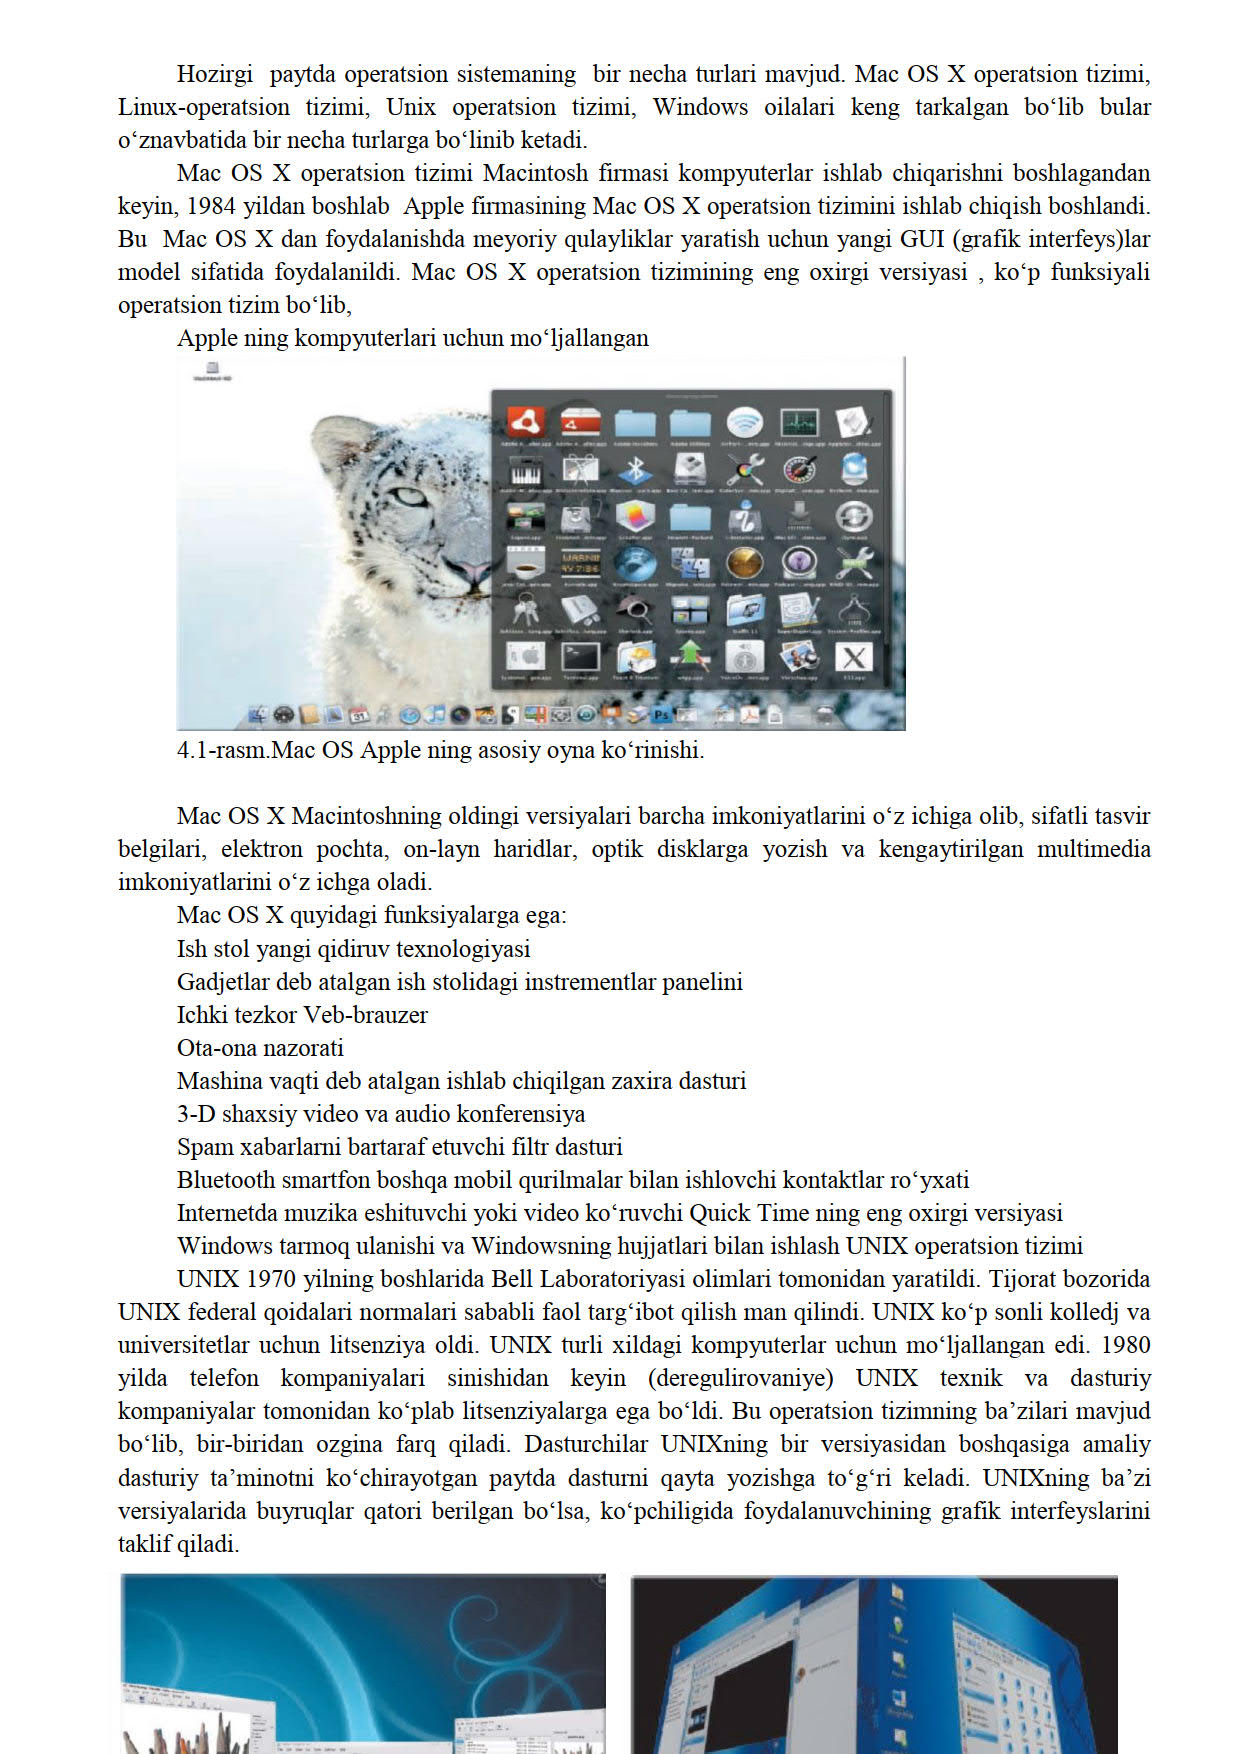 Hozirgi paytda operatsion sistemaning bir necha turlari mavjud. Mac OS X operatsion tizimi,
Linux-operatsion tizimi, Unix operatsion tizimi, Windows oilalari keng tarkalgan bo‘lib bular
o‘znavbatida bir necha turlarga bo‘linib ketadi.
Mac OS X operatsion tizimi Macintosh firmasi kompyuterlar ishlab chiqarishni boshlagandan
keyin, 1984 yildan boshlab Apple firmasining Mac OS X operatsion tizimini ishlab chiqish boshlandi.
Bu Mac OS X dan foydalanishda meyoriy qulayliklar yaratish uchun yangi GUI (grafik interfeys)lar
model sifatida foydalanildi. Mac OS X operatsion tizimining eng oxirgi versiyasi , ko‘p funksiyali
operatsion tizim bo‘lib,
Apple ning kompyuterlari uchun mo‘ljallangan
4.1-rasm.Mac OS Apple ning asosiy oyna ko‘rinishi.
Mac OS X Macintoshning oldingi versiyalari barcha imkoniyatlarini o‘z ichiga olib, sifatli tasvir
belgilari, elektron pochta, on-layn haridlar, optik disklarga yozish va kengaytirilgan multimedia
imkoniyatlarini o‘z ichga oladi.
Mac OS X quyidagi funksiyalarga ega:
Ish stol yangi qidiruv texnologiyasi
Gadjetlar deb atalgan ish stolidagi instrementlar panelini
Ichki tezkor Veb-brauzer
Ota-ona nazorati
Mashina vaqti deb atalgan ishlab chiqilgan zaxira dasturi
3-D shaxsiy video va audio konferensiya
Spam xabarlarni bartaraf etuvchi filtr dasturi
Bluetooth smartfon boshqa mobil qurilmalar bilan ishlovchi kontaktlar ro‘yxati
Internetda muzika eshituvchi yoki video ko‘ruvchi Quick Time ning eng oxirgi versiyasi
Windows tarmoq ulanishi va Windowsning hujjatlari bilan ishlash UNIX operatsion tizimi
UNIX 1970 yilning boshlarida Bell Laboratoriyasi olimlari tomonidan yaratildi. Tijorat bozorida
UNIX federal qoidalari normalari sababli faol targ‘ibot qilish man qilindi. UNIX ko‘p sonli kolledj va
universitetlar uchun litsenziya oldi. UNIX turli xildagi kompyuterlar uchun mo‘ljallangan edi. 1980
yilda telefon kompaniyalari sinishidan keyin (deregulirovaniye) UNIX texnik va dasturiy
kompaniyalar tomonidan ko‘plab litsenziyalarga ega bo‘ldi. Bu operatsion tizimning ba’zilari mavjud
bo‘lib, bir-biridan ozgina farq qiladi. Dasturchilar UNIXning bir versiyasidan boshqasiga amaliy
dasturiy ta’minotni ko‘chirayotgan paytda dasturni qayta yozishga to‘g‘ri keladi. UNIXning ba’zi
versiyalarida buyruqlar qatori berilgan bo‘lsa, ko‘pchiligida foydalanuvchining grafik interfeyslarini
taklif qiladi.